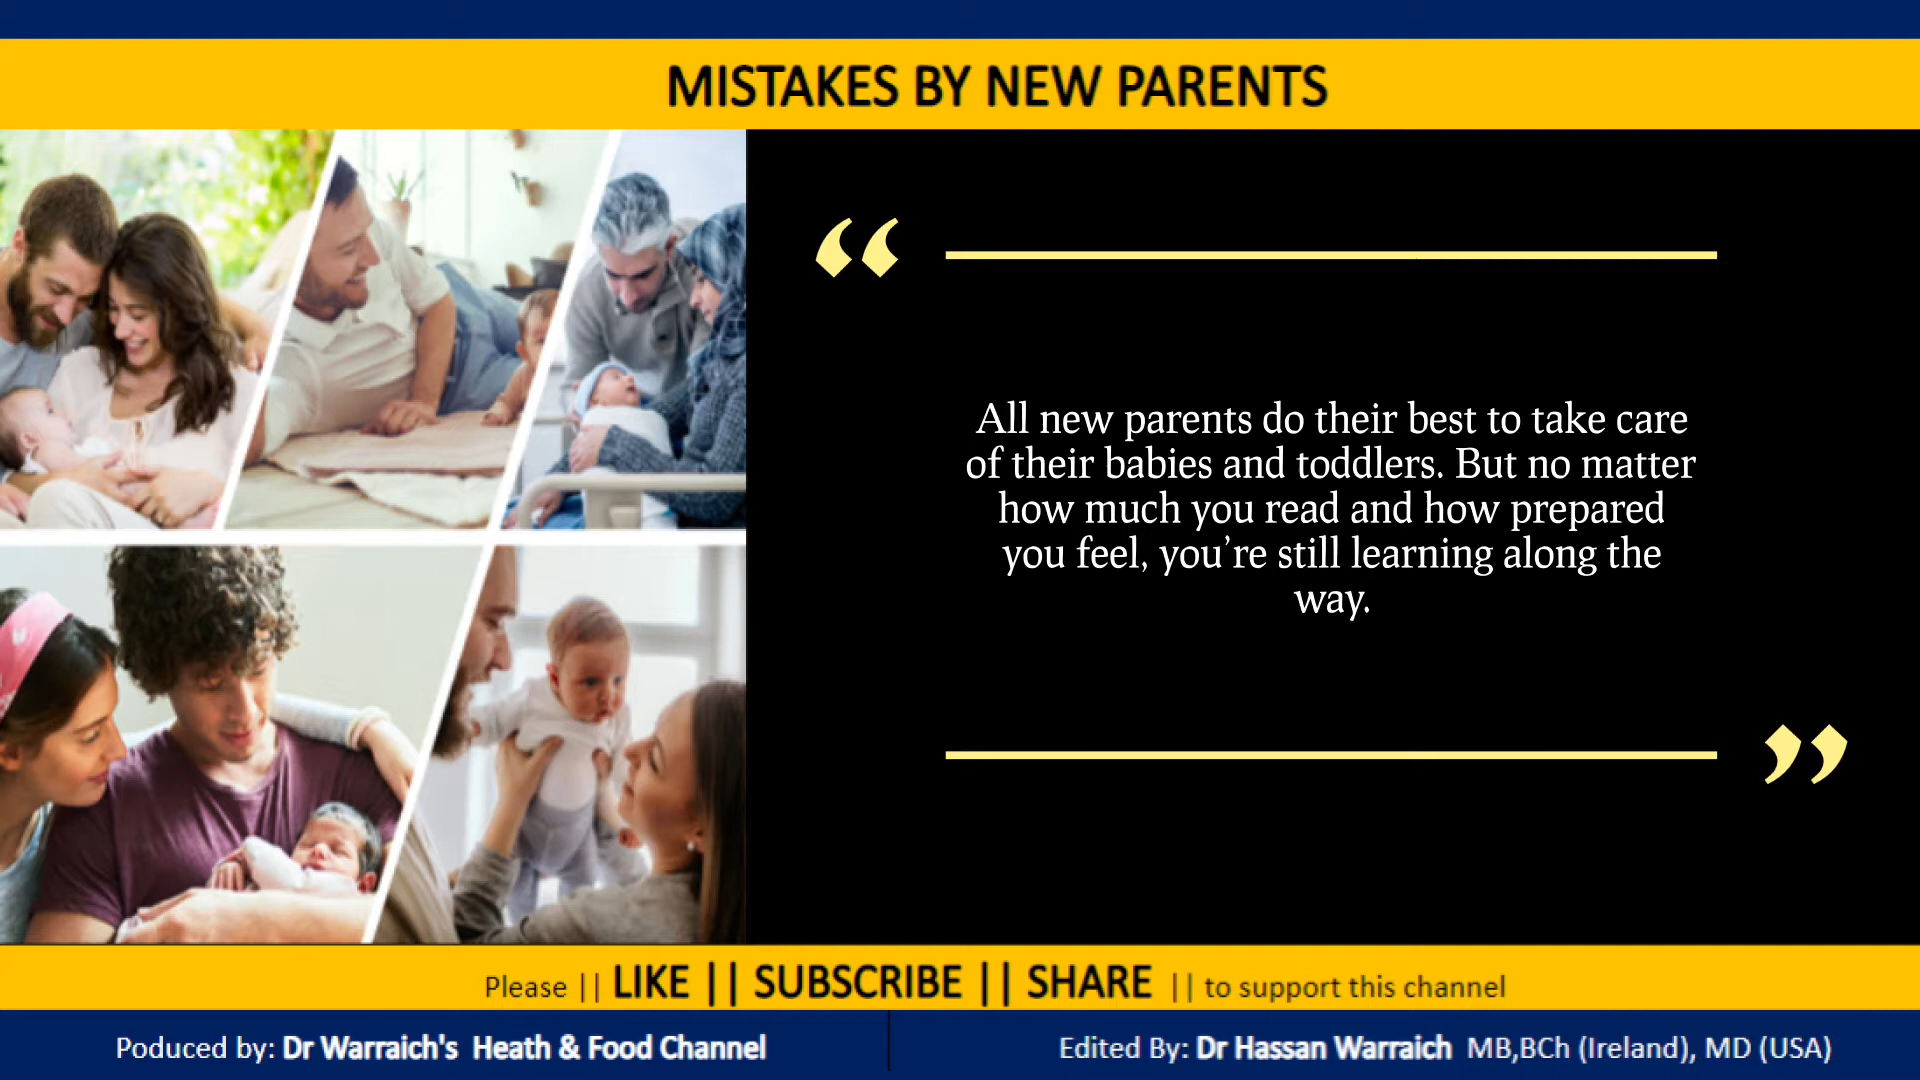 MISTAKES BY NEW PARENTS
“
All new parents do their best to take care
of their babies and toddlers. But no matter
how much you read and how prepared
you feel, you’re still learning along the
way.
”
Please || LIKE || SUBSCRIBE || SHARE || to support this channel
Poduced by: Dr Warraich's Heath & Food Channel
Edited By: Dr Hassan Warraich MB,BCh (Ireland), MD (USA)